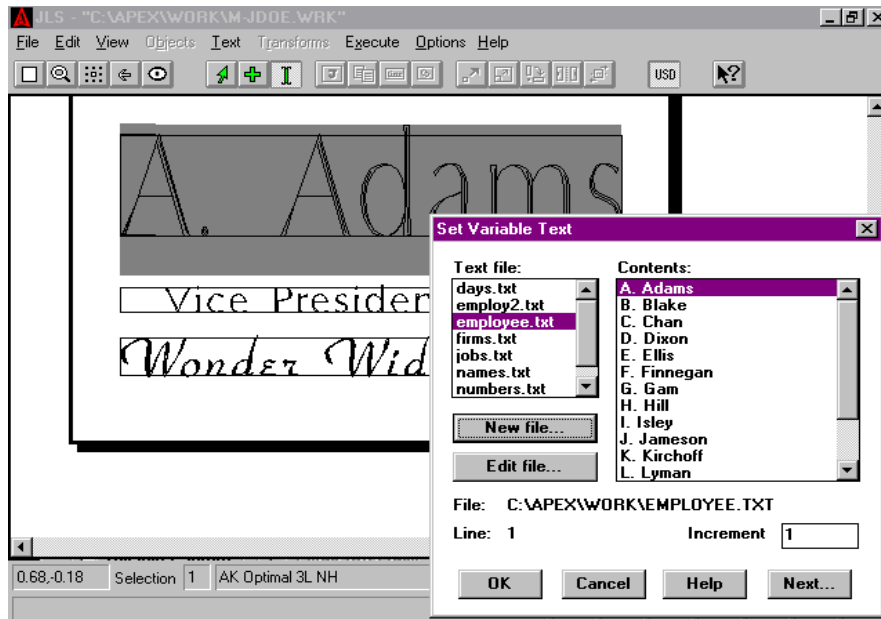 JLS - "C:\APEX\WORK\M-JDOE.WRK"
File Edit View Objects Text Transforms Execute Options Help
USD
A. Adams
Vice Presiden
Wonder Wid
Set Variable Text
Text file:
days.txt
employ2.txt
employee.txt
firms.txt
jobs.txt
names.txt
numbers.txt
New file...
Edit file...
Contents:
A. Adams
B. Blake
C. Chan
D. Dixon
E. Ellis
F. Finnegan
G. Gam
H. Hill
I. Isley
J. Jameson
K. Kirchoff
L. Lyman
File: C:\APEX\WORK\EMPLOYEE.TXT
Line: 1 Increment 1
OK Cancel Help Next...
0.68,-0.18 Selection 1 AK Optimal 3L NH